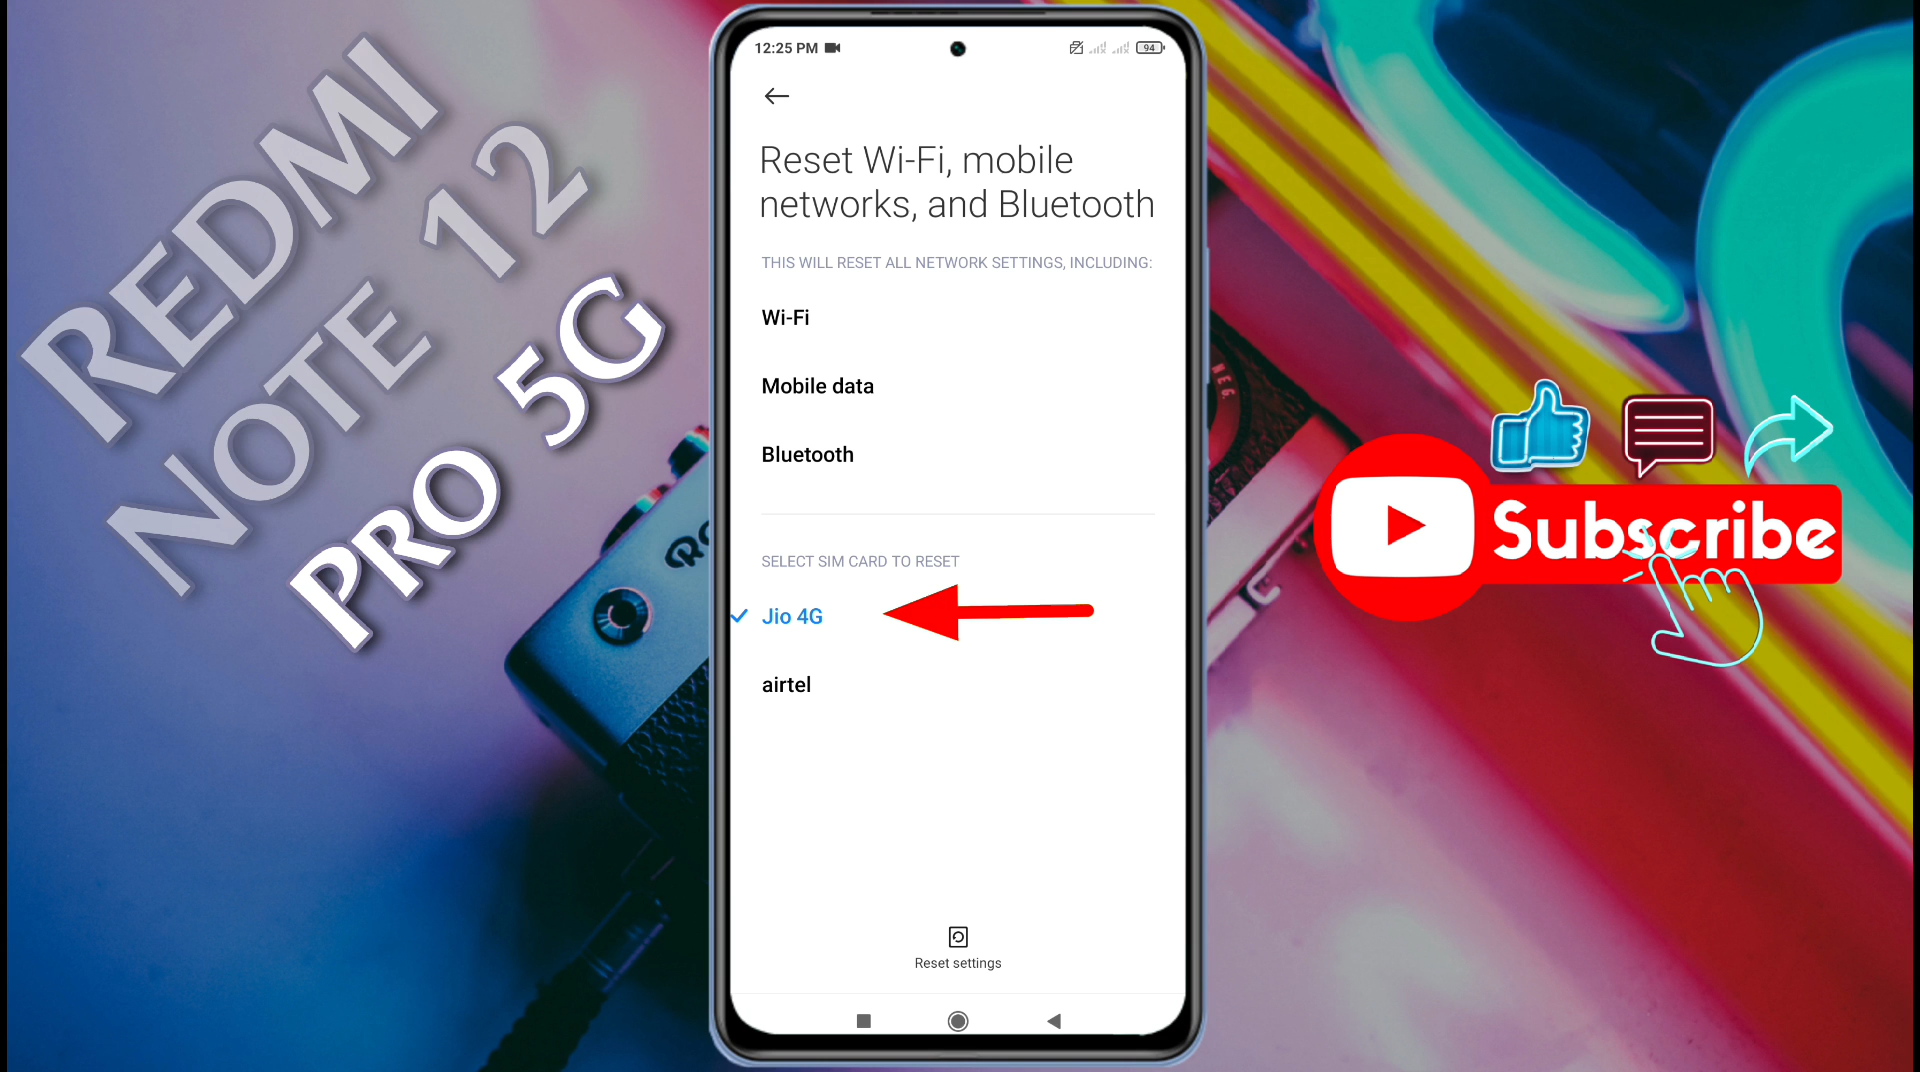 REDMI
NOTE 12
PRO 5G
12:25 PM
94
Reset Wi-Fi, mobile
networks, and Bluetooth
THIS WILL RESET ALL NETWORK SETTINGS, INCLUDING:
Wi-Fi
Mobile data
Bluetooth
SELECT SIM CARD TO RESET
Jio 4G
airtel
Reset settings
NEG.
Subscribe